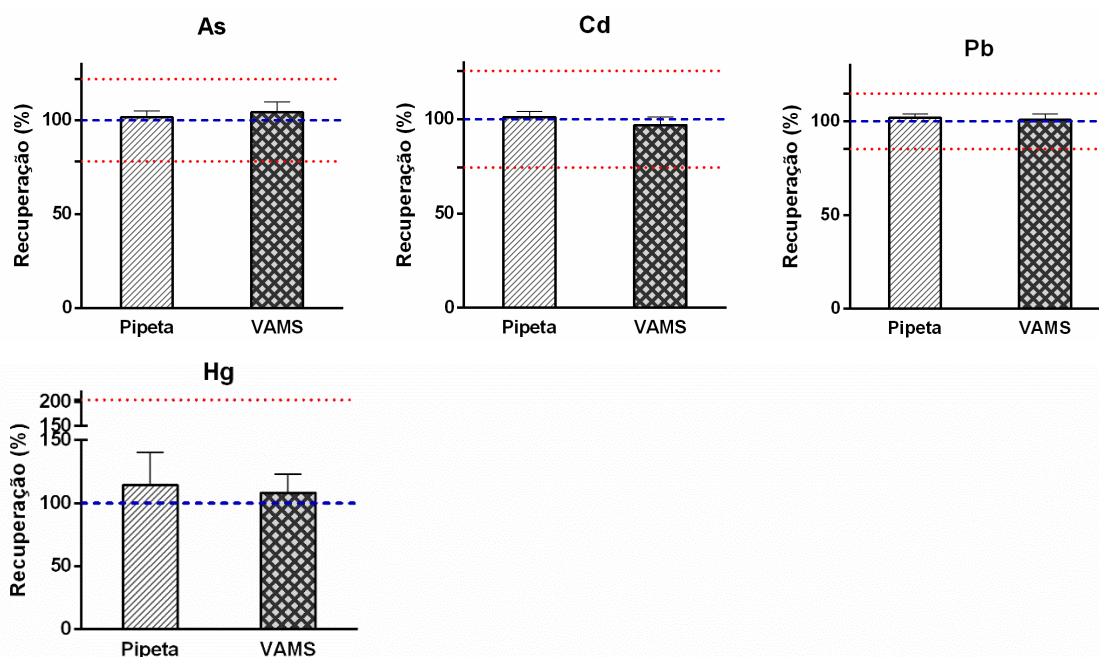 As
Recuperação (%)
100
50
0
Pipeta
VAMS
Cd
Recuperação (%)
100
50
0
Pipeta
VAMS
Pb
Recuperação (%)
100
50
0
Pipeta
VAMS
Hg
Recuperação (%)
200
150
150
100
50
0
Pipeta
VAMS